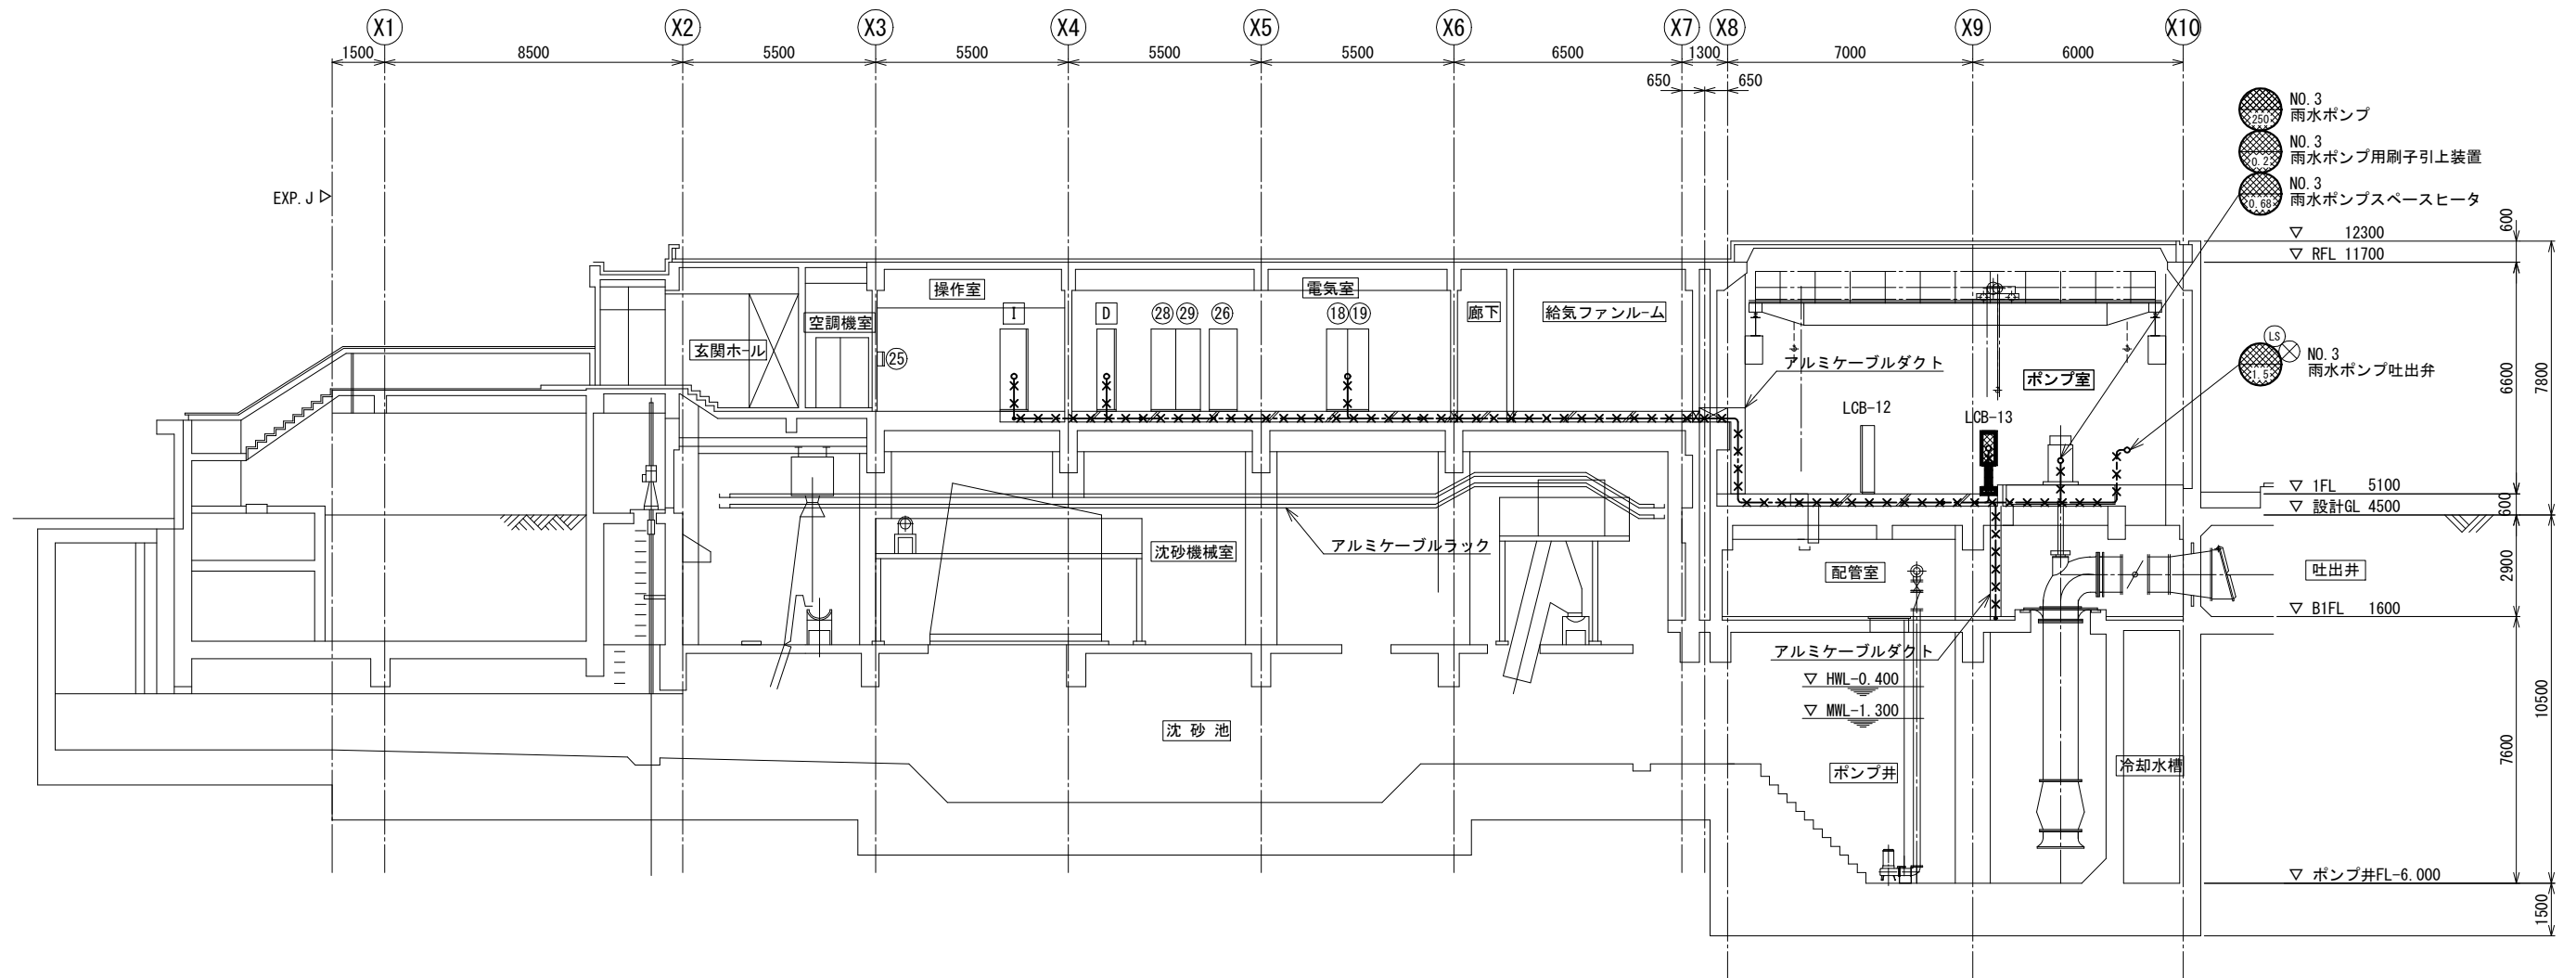 X1
X2
X3
X4
X5
X6
X7
X8
X9
X10
1500
8500
5500
5500
5500
5500
6500
1300
7000
6000
650
650
EXP.J
250
NO.3
雨水ポンプ
0.2
NO.3
雨水ポンプ用刷子引上装置
0.68
NO.3
雨水ポンプスペースヒータ
12300
RFL 11700
600
6600
7800
LS
1.5
NO.3
雨水ポンプ吐出弁
操作室
電気室
廊下
給気ファンルーム
空調機室
玄関ホール
I
D
28
29
26
18
19
25
アルミケーブルダクト
ポンプ室
LCB-12
LCB-13
1FL 5100
設計GL 4500
600
2900
アルミケーブルラック
沈砂機械室
配管室
吐出井
B1FL 1600
アルミケーブルダクト
HWL-0.400
MWL-1.300
沈砂池
ポンプ井
冷却水槽
7600
10500
ポンプ井FL-6.000
1500